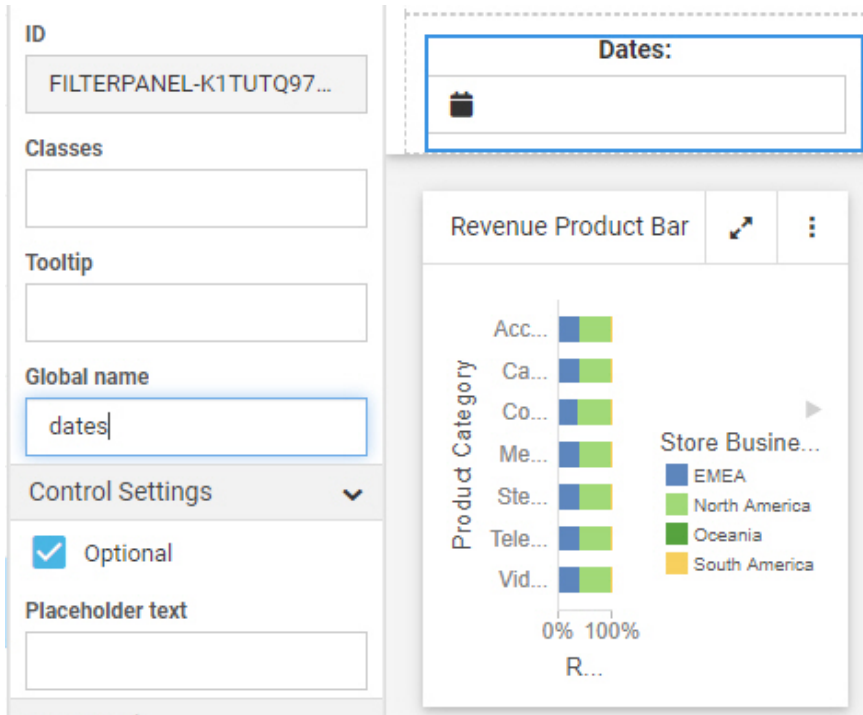 ID
FILTERPANEL-K1TUTQ97...
Classes
Tooltip
Global name
dates
Control Settings
Optional
Placeholder text
Dates:
Revenue Product Bar
Product Category
Acc...
Ca...
Co...
Me...
Ste...
Tele...
Vid...
0% 100%
R...
Store Busine...
EMEA
North America
Oceania
South America